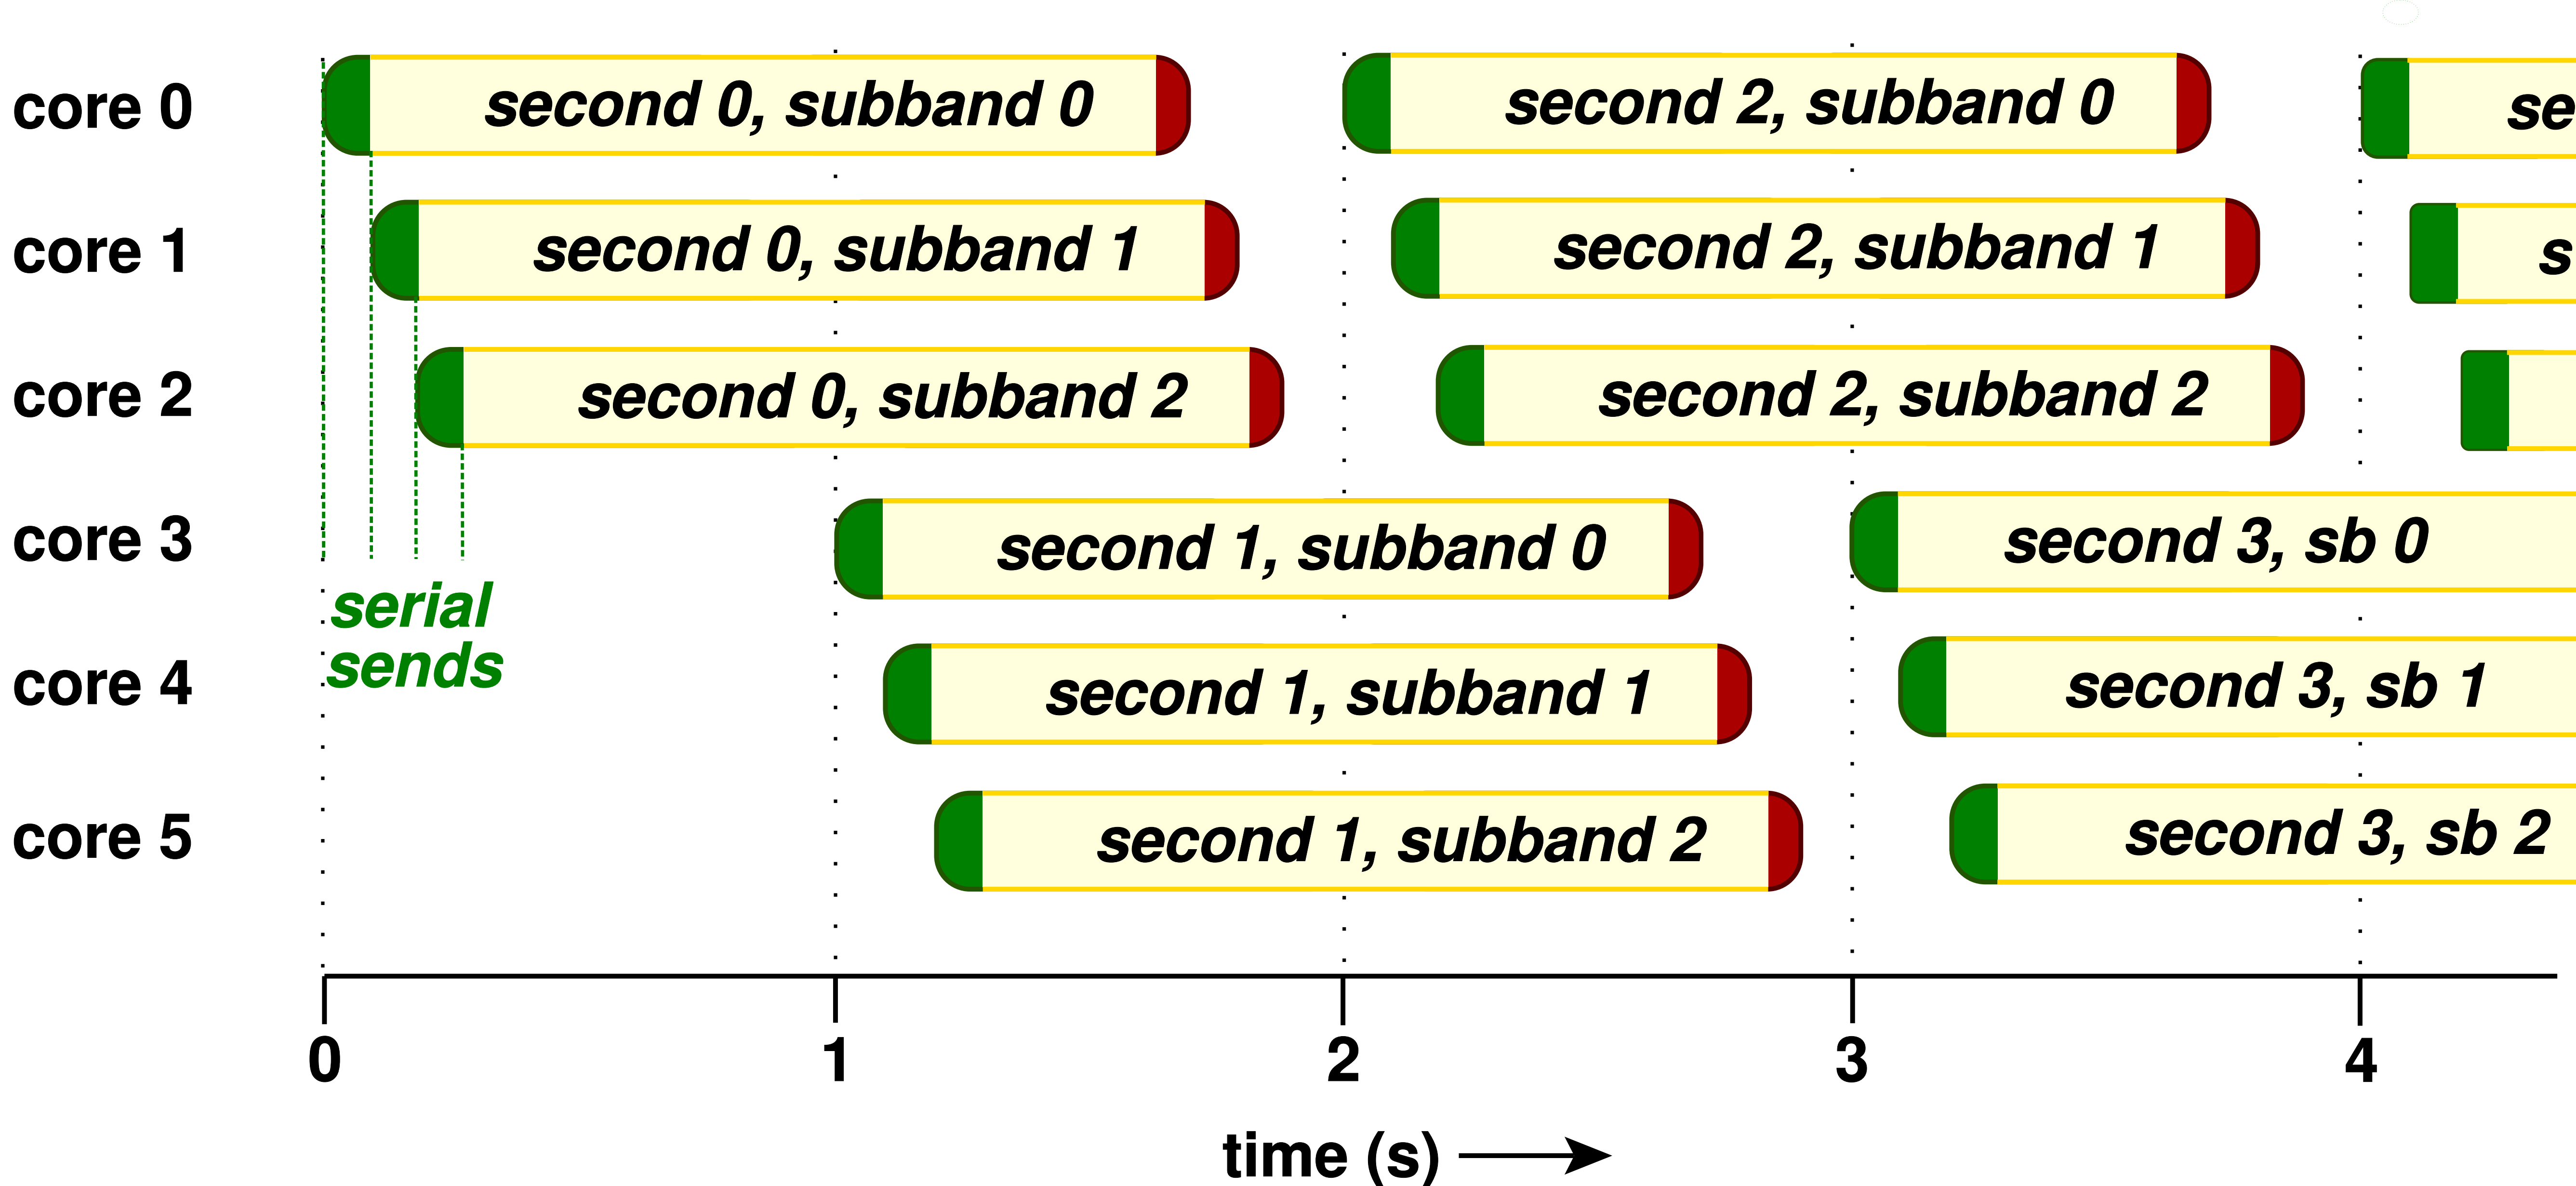 core 0
second 0, subband 0
second 2, subband 0
se
core 1
second 0, subband 1
second 2, subband 1
s
core 2
second 0, subband 2
second 2, subband 2
core 3
second 1, subband 0
second 3, sb 0
serial
sends
core 4
second 1, subband 1
second 3, sb 1
core 5
second 1, subband 2
second 3, sb 2
0
1
2
3
4
time (s)